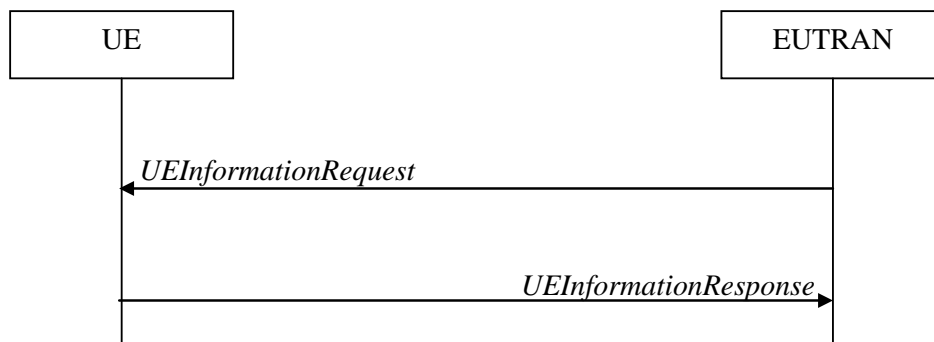 UE
EUTRAN
UEInformationRequest
UEInformationResponse